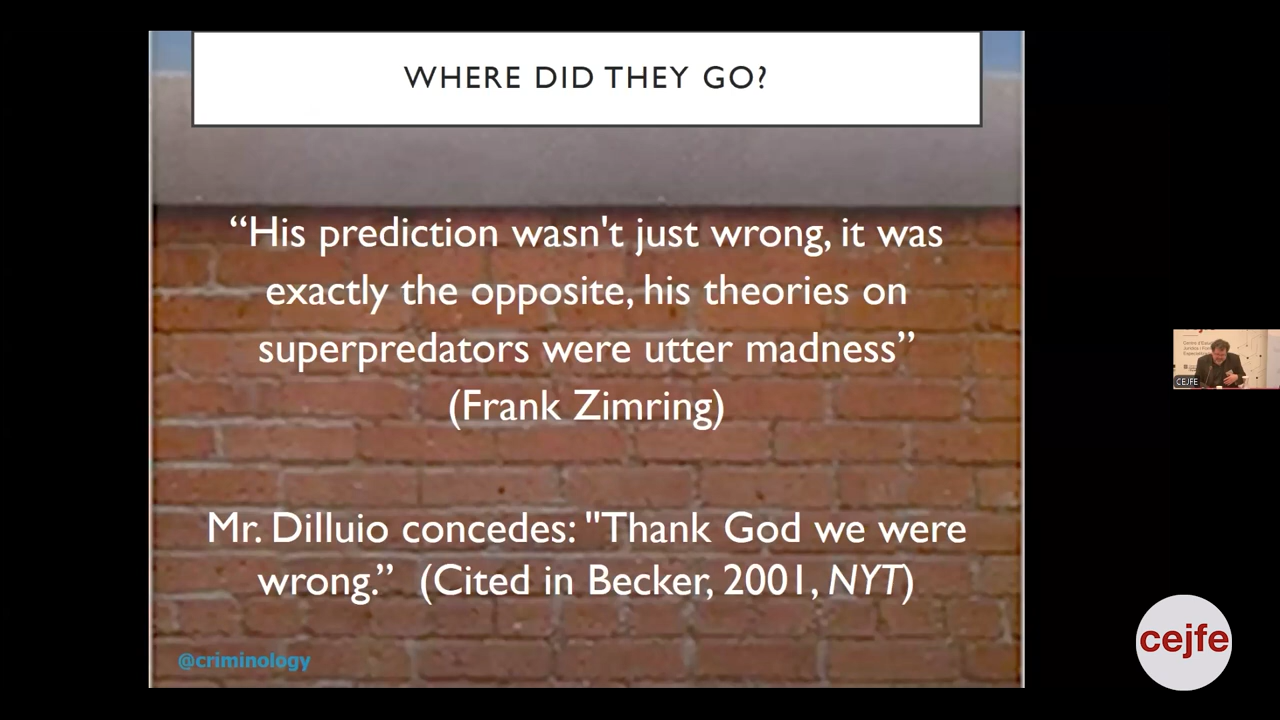 WHERE DID THEY GO?
“His prediction wasn't just wrong, it was
exactly the opposite, his theories on
superpredators were utter madness”
(Frank Zimring)
Mr. Dilluio concedes: "Thank God we were
wrong.” (Cited in Becker, 2001, NYT)
@criminology
CEJFE
cejfe